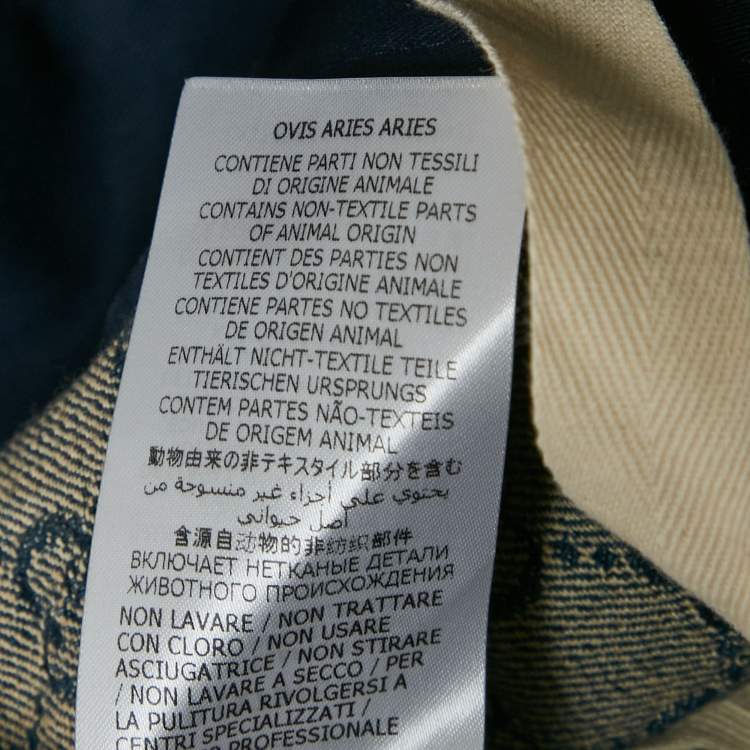 OVIS ARIES ARIES
CONTIENE PARTI NON TESSILI
DI ORIGINE ANIMALE
CONTAINS NON-TEXTILE PARTS
OF ANIMAL ORIGIN
CONTIENT DES PARTIES NON
TEXTILES D'ORIGINE ANIMALE
CONTIENE PARTES NO TEXTILES
DE ORIGEN ANIMAL
ENTHÄLT NICHT-TEXTILE TEILE
TIERISCHEN URSPRUNGS
CONTEM PARTES NÃO-TEXTEIS
DE ORIGEM ANIMAL
動物由来の非テキスタイル部分を含む
يحتوي علي أجزاء غير منسوجة من
أصل حيواني
含源自动物的非纺织部件
ВКЛЮЧАЕТ НЕТКАНЫЕ ДЕТАЛИ
ЖИВОТНОГО ПРОИСХОЖДЕНИЯ
NON LAVARE / NON TRATTARE
CON CLORO / NON USARE
ASCIUGATRICE / NON STIRARE
/ NON LAVARE A SECCO / PER
LA PULITURA RIVOLGERSI A
CENTRI SPECIALIZZATI /
PROFESSIONALE